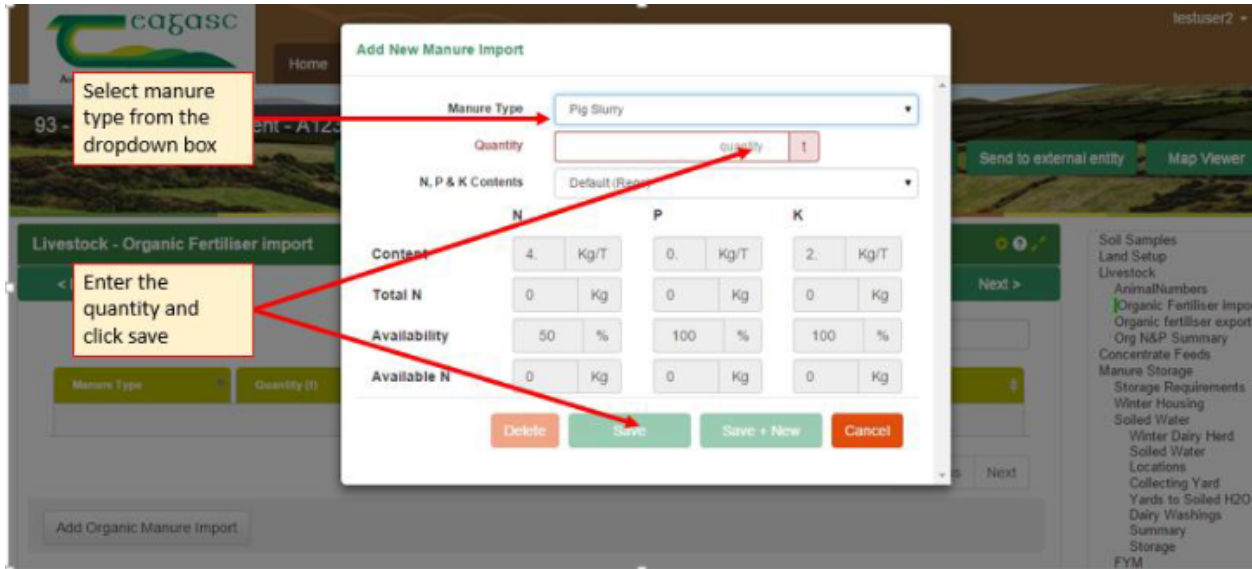 eagasc
testuser2
Home
Add New Manure Import
Select manure
type from the
dropdown box
Manure Type
Pig Slurry
93 -
ent - A123
Quantity
quantity
t
Send to external entity
Map Viewer
N, P & K Contents
Default (Regs)
N
P
K
Livestock - Organic Fertiliser import
Content
4.
Kg/T
0.
Kg/T
2.
Kg/T
Enter the
quantity and
click save
<
Next >
Total N
0
Kg
0
Kg
0
Kg
Availability
50
%
100
%
100
%
Manure Type
Quantity (t)
Available N
0
Kg
0
Kg
0
Kg
Delete
Save
Save + New
Cancel
s
Next
Add Organic Manure Import
Soil Samples
Land Setup
Livestock
AnimalNumbers
Organic Fertiliser impo
Organic fertiliser export
Org N&P Summary
Concentrate Feeds
Manure Storage
Storage Requirements
Winter Housing
Soiled Water
Winter Dairy Herd
Soiled Water
Locations
Collecting Yard
Yards to Soiled H2O
Dairy Washings
Summary
Storage
FYM